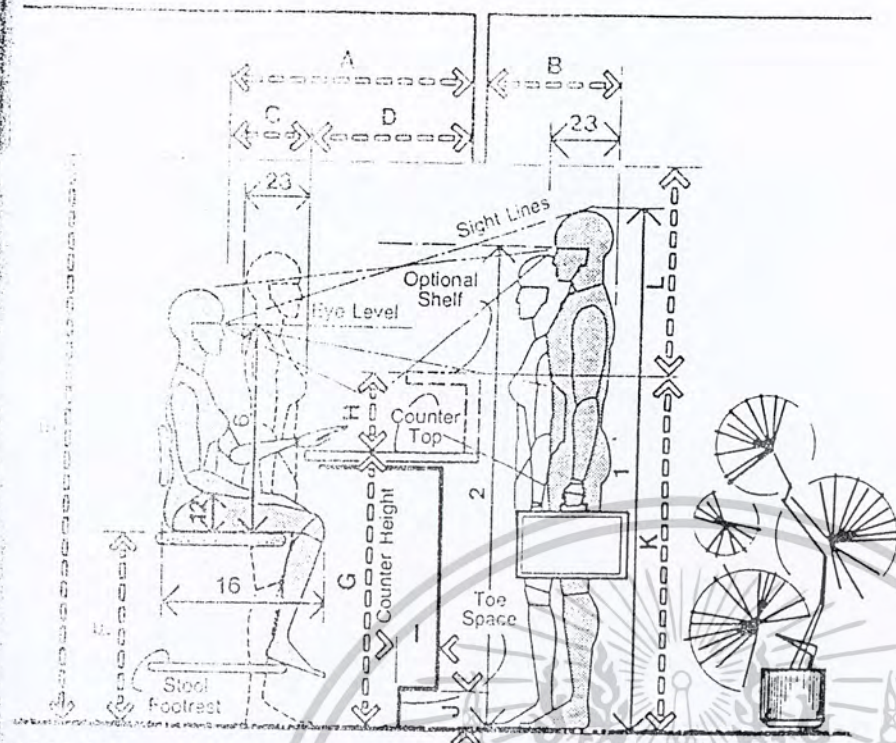 A
B
C
D
23
23
Sight Lines
Optional
Shelf
Eye Level
L
H
6
Counter
Top
2
1
12
K
16
G
Counter Height
I
Toe
Space
F
Stool
Footrest
J